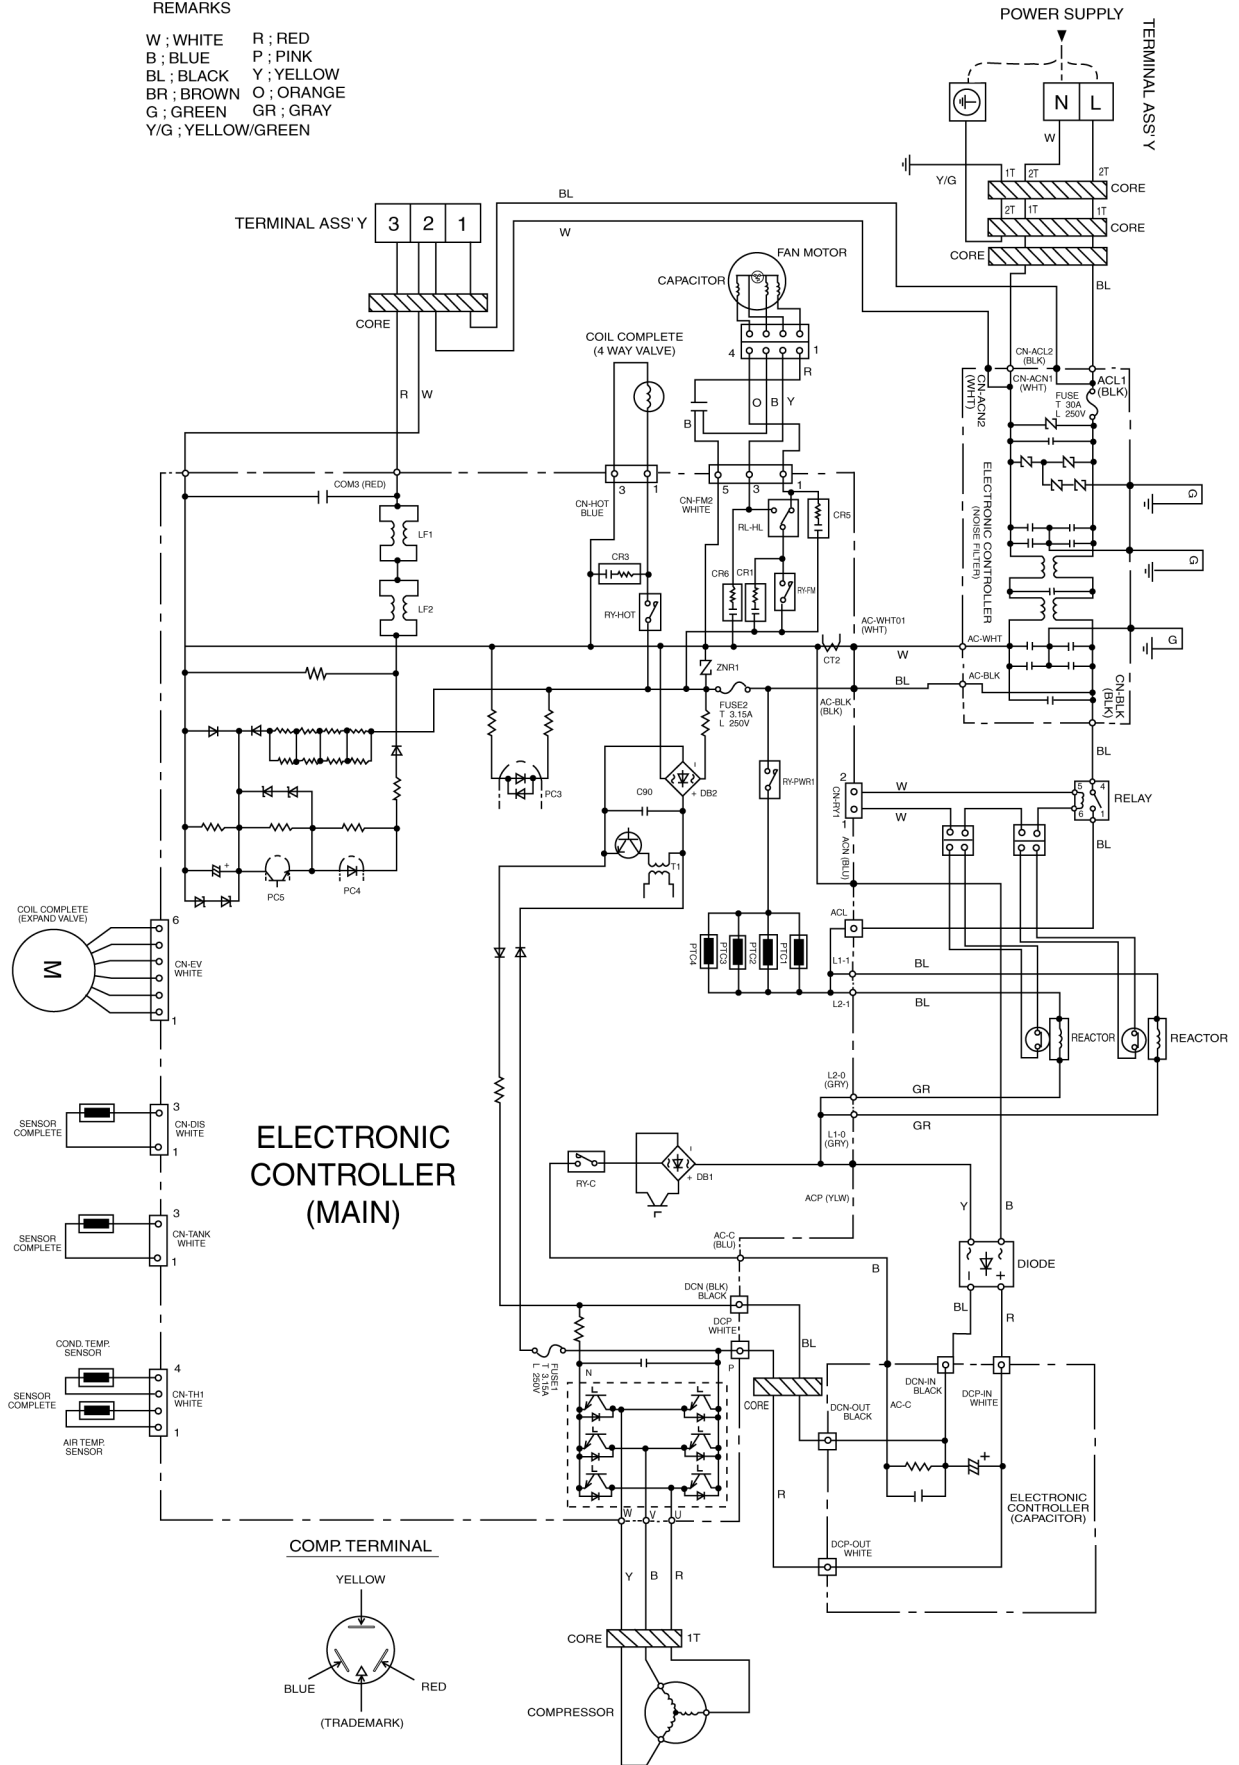 REMARKS
W ; WHITE R ; RED
B ; BLUE P ; PINK
BL ; BLACK Y ; YELLOW
BR ; BROWN O ; ORANGE
G ; GREEN GR ; GRAY
Y/G ; YELLOW/GREEN
POWER SUPPLY
TERMINAL ASS'Y
N L
W
Y/G
1T 2T 2T
CORE
2T 1T 1T
CORE
CORE
BL
TERMINAL ASS'Y 3 2 1
BL
W
CORE
R W
FAN MOTOR
CAPACITOR
4 1
R
O B Y
B
COIL COMPLETE
(4 WAY VALVE)
CN-ACL2
(BLK)
CN-ACN1
(WHT)
ACL1
(BLK)
CN-ACN2
(WHT)
FUSE
T 30A
L 250V
ELECTRONIC CONTROLLER
(NOISE FILTER)
G
G
G
COM3 (RED)
LF1
LF2
3 1
CN-HOT
BLUE
5 3 1
CN-FM2
WHITE
RL-HL
CR5
CR3
CR6 CR1
RY-FM
RY-HOT
AC-WHT01
(WHT)
CT2
W
AC-WHT
ZNR1
BL
AC-BLK
AC-BLK
(BLK)
CN-BLK
(BLK)
FUSE2
T 3.15A
L 250V
BL
PC3
C90
DB2
- +
RY-PWR1
2
CN-RY1
1
W
W
5 4
6 1
RELAY
BL
ACN (BLU)
T1
PC5
PC4
+
ACL
PTC4 PTC3 PTC2 PTC1
L1-1
BL
L2-1
BL
REACTOR
REACTOR
COIL COMPLETE
(EXPAND VALVE)
M
6
CN-EV
WHITE
1
L2-0
(GRY)
GR
GR
L1-0
(GRY)
SENSOR
COMPLETE
3
CN-DIS
WHITE
1
ELECTRONIC
CONTROLLER
(MAIN)
RY-C
DB1
- +
ACP (YLW)
Y B
SENSOR
COMPLETE
3
CN-TANK
WHITE
1
AC-C
(BLU)
B
DIODE
- +
BL R
DCN (BLK)
BLACK
DCP
WHITE
BL
FUSE1
T 3.15A
L 250V
N P
COND. TEMP.
SENSOR
SENSOR
COMPLETE
4
CN-TH1
WHITE
1
AIR TEMP.
SENSOR
CORE
DCN-IN
BLACK
DCP-IN
WHITE
DCN-OUT
BLACK
AC-C
+
R
ELECTRONIC
CONTROLLER
(CAPACITOR)
DCP-OUT
WHITE
W V U
Y B R
COMP. TERMINAL
YELLOW
BLUE
RED
(TRADEMARK)
CORE 1T
COMPRESSOR